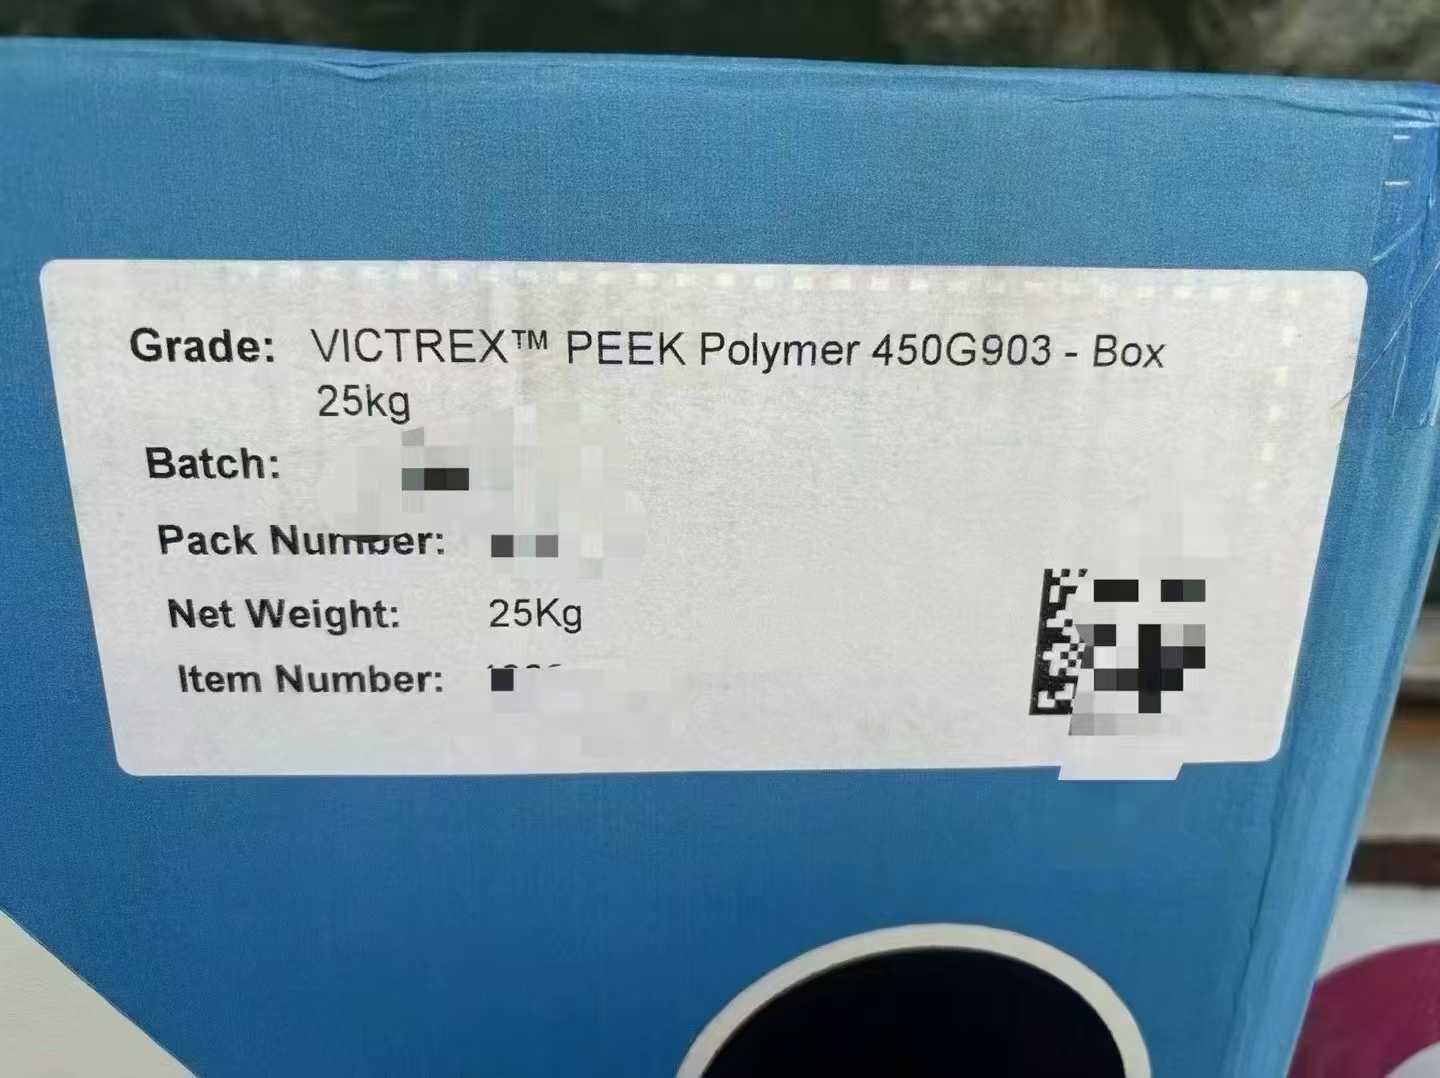 Grade: VICTREX™ PEEK Polymer 450G903 - Box
25kg
Batch:
Pack Number:
Net Weight: 25Kg
Item Number: